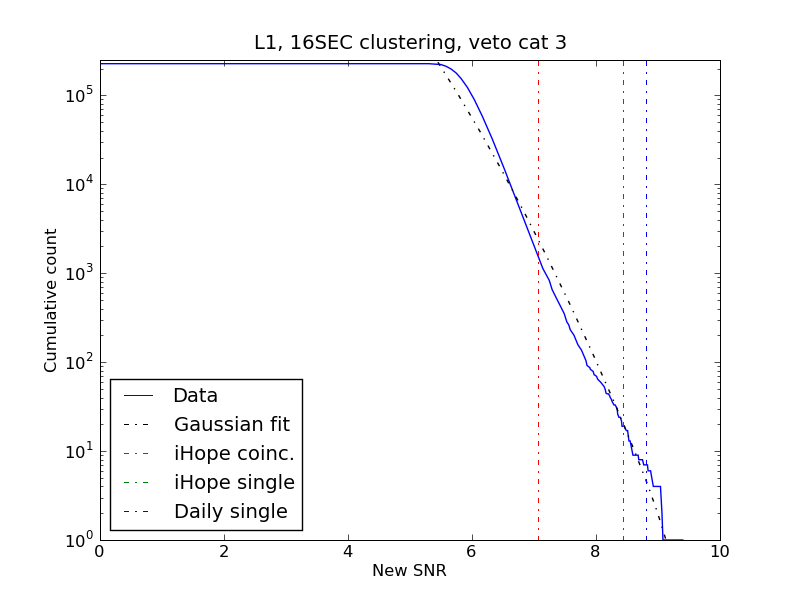 L1, 16SEC clustering, veto cat 3
10^5
10^4
10^3
10^2
10^1
10^0
Cumulative count
Data
Gaussian fit
iHope coinc.
iHope single
Daily single
0 2 4 6 8 10
New SNR